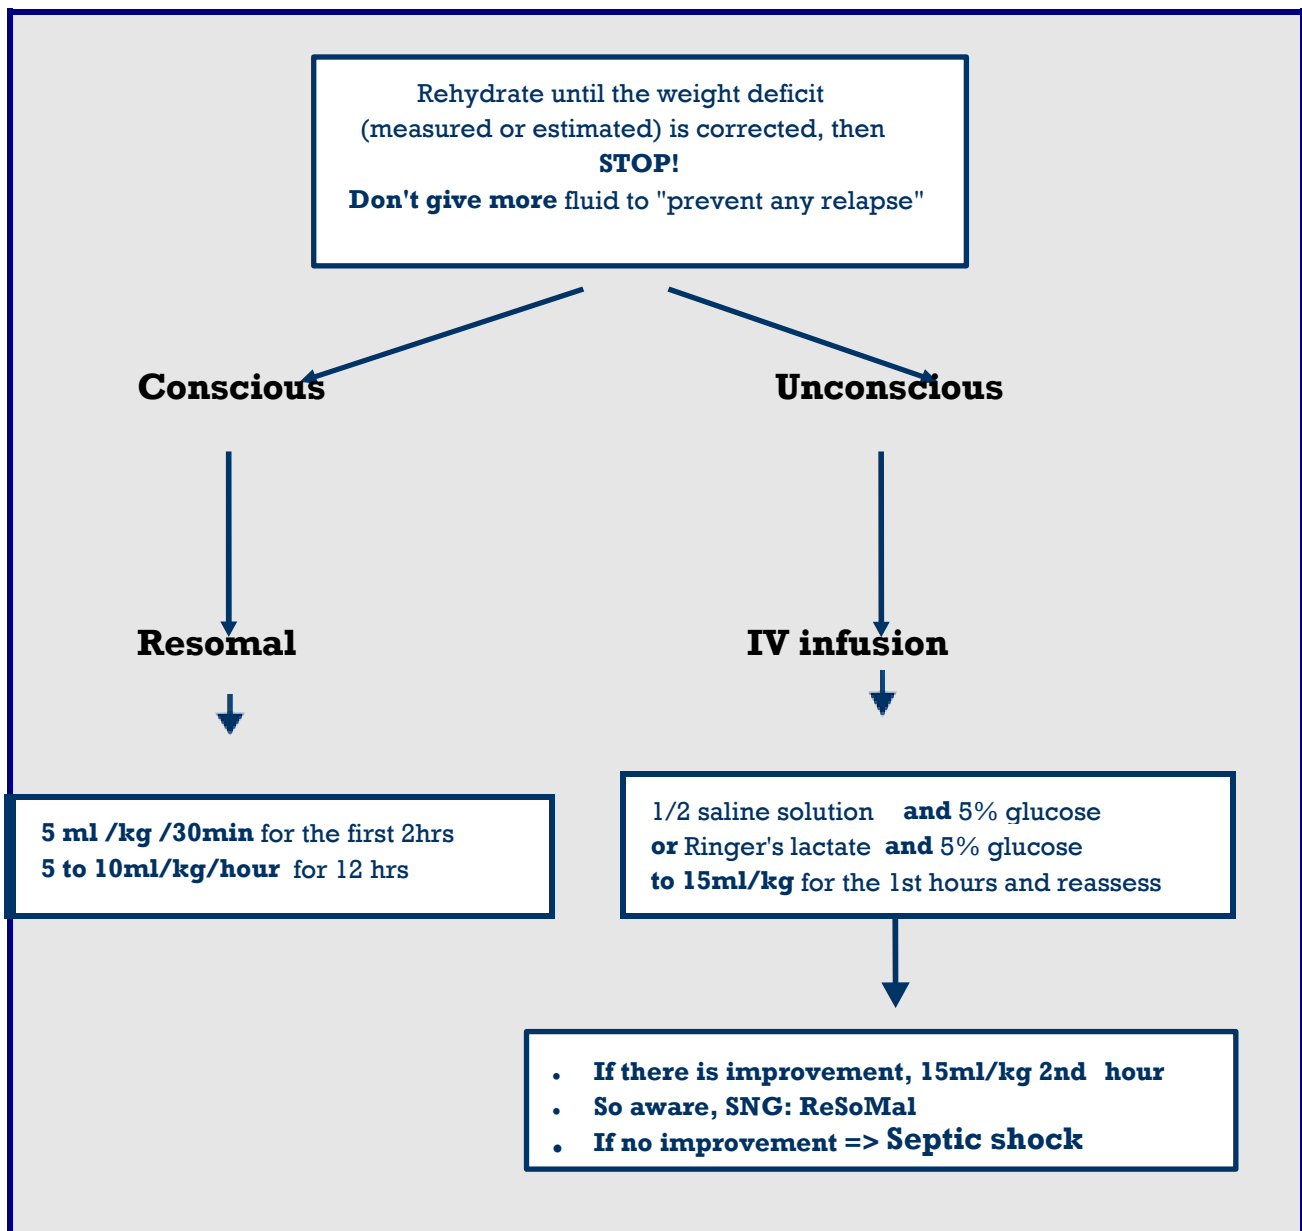 Rehydrate until the weight deficit
(measured or estimated) is corrected, then
STOP!
Don't give more fluid to "prevent any relapse"
Conscious
Unconscious
Resomal
IV infusion
5 ml /kg /30min for the first 2hrs
5 to 10ml/kg/hour for 12 hrs
1/2 saline solution and 5% glucose
or Ringer's lactate and 5% glucose
to 15ml/kg for the 1st hours and reassess
• If there is improvement, 15ml/kg 2nd hour
• So aware, SNG: ReSoMal
• If no improvement => Septic shock